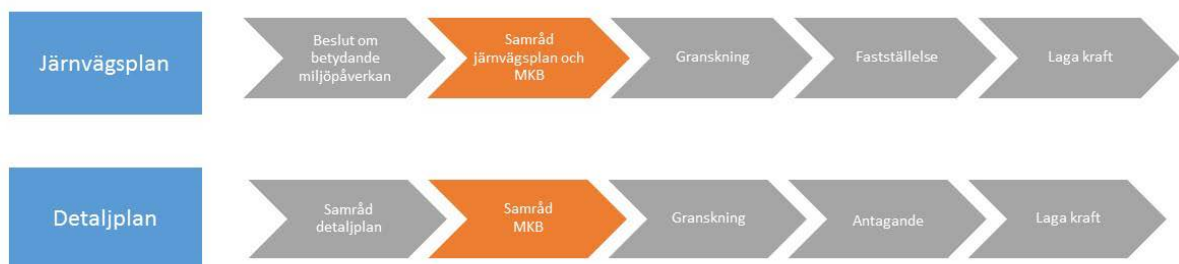 Järnvägsplan
Beslut om
betydande
miljöpåverkan
Samråd
järnvägsplan och
MKB
Granskning
Fastställelse
Laga kraft
Detaljplan
Samråd
detaljplan
Samråd
MKB
Granskning
Antagande
Laga kraft